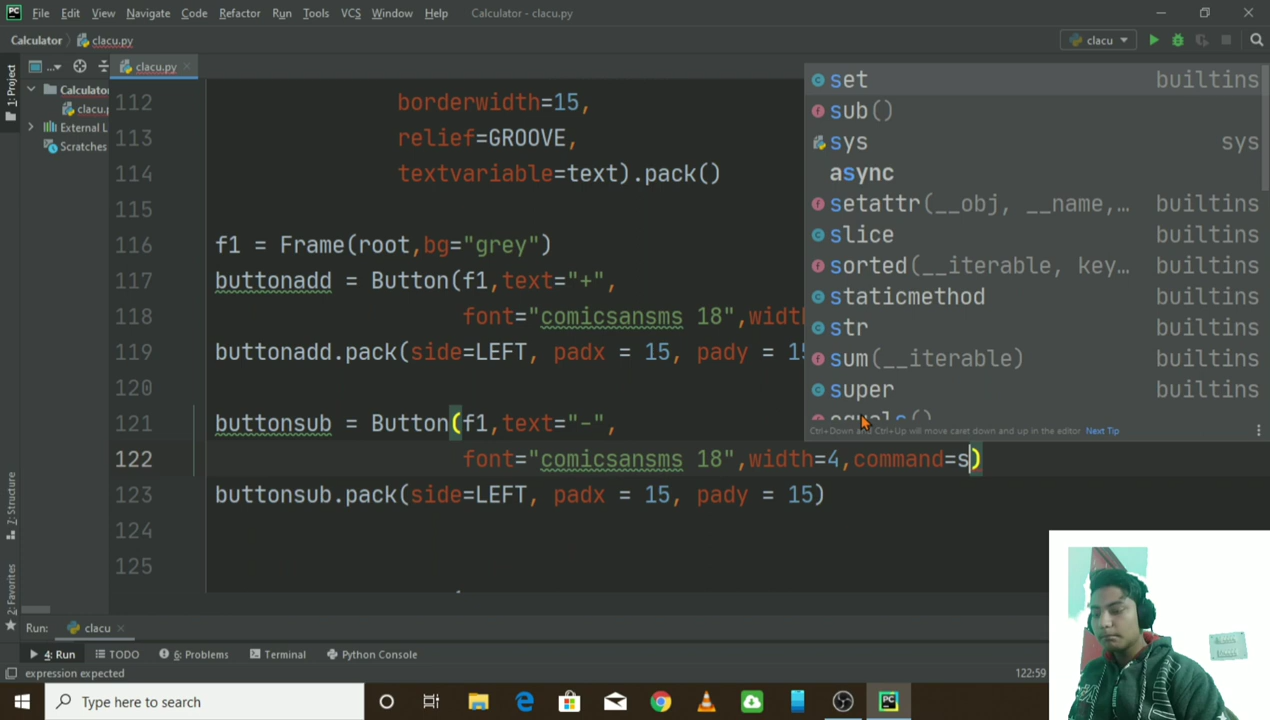 File Edit View Navigate Code Refactor Run Tools VCS Window Help Calculator - clacu.py
Calculator clacu.py clacu
1: Project
... clacu.py
Calculator
clacu.p
External L
Scratches
112 borderwidth=15,
113 relief=GROOVE,
114 textvariable=text).pack()
115
116 f1 = Frame(root,bg="grey")
117 buttonadd = Button(f1,text="+",
118 font="comicsansms 18",width
119 buttonadd.pack(side=LEFT, padx = 15, pady = 15
120
121 buttonsub = Button(f1,text="-",
122 font="comicsansms 18",width=4,command=s)
123 buttonsub.pack(side=LEFT, padx = 15, pady = 15)
124
125
set builtins
sub()
sys sys
async
setattr(__obj, __name,... builtins
slice builtins
sorted(__iterable, key... builtins
staticmethod builtins
str builtins
sum(__iterable) builtins
super builtins
equals()
Ctrl+Down and Ctrl+Up will move caret down and up in the editor Next Tip
Z: Structure
2: Favorites
Run: clacu
4: Run TODO 6: Problems Terminal Python Console
expression expected 122:59
Type here to search